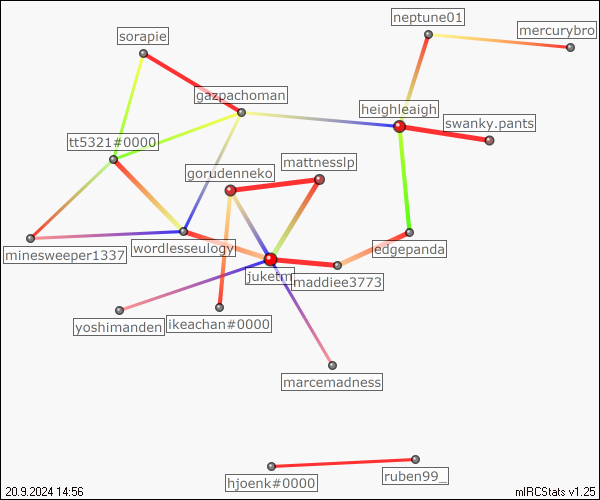 neptune01
mercurybro
sorapie
gazpachoman
heighleaigh
swanky.pants
tt5321#0000
mattnesslp
gorudenneko
minesweeper1337
wordlesseulogy
edgepanda
juketm
maddiee3773
yoshimanden
ikeachan#0000
marcemadness
hjoenk#0000
ruben99_
20.9.2024 14:56
mIRCStats v1.25